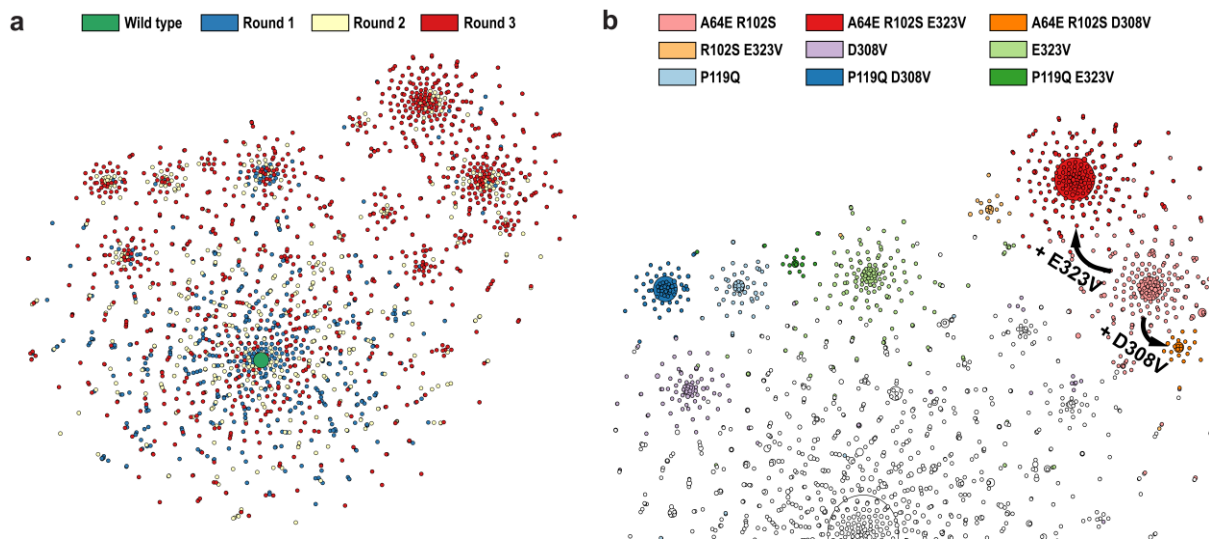 a
Wild type
Round 1
Round 2
Round 3
b
A64E R102S
A64E R102S E323V
A64E R102S D308V
R102S E323V
D308V
E323V
P119Q
P119Q D308V
P119Q E323V
+ E323V
+ D308V